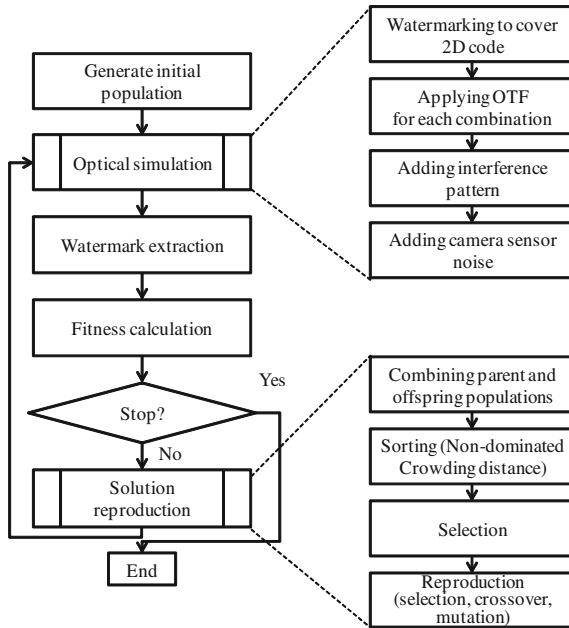 Generate initial
population
Optical simulation
Watermark extraction
Fitness calculation
Stop?
Yes
No
Solution
reproduction
End
Watermarking to cover
2D code
Applying OTF
for each combination
Adding interference
pattern
Adding camera sensor
noise
Combining parent and
offspring populations
Sorting (Non-dominated
Crowding distance)
Selection
Reproduction
(selection, crossover,
mutation)